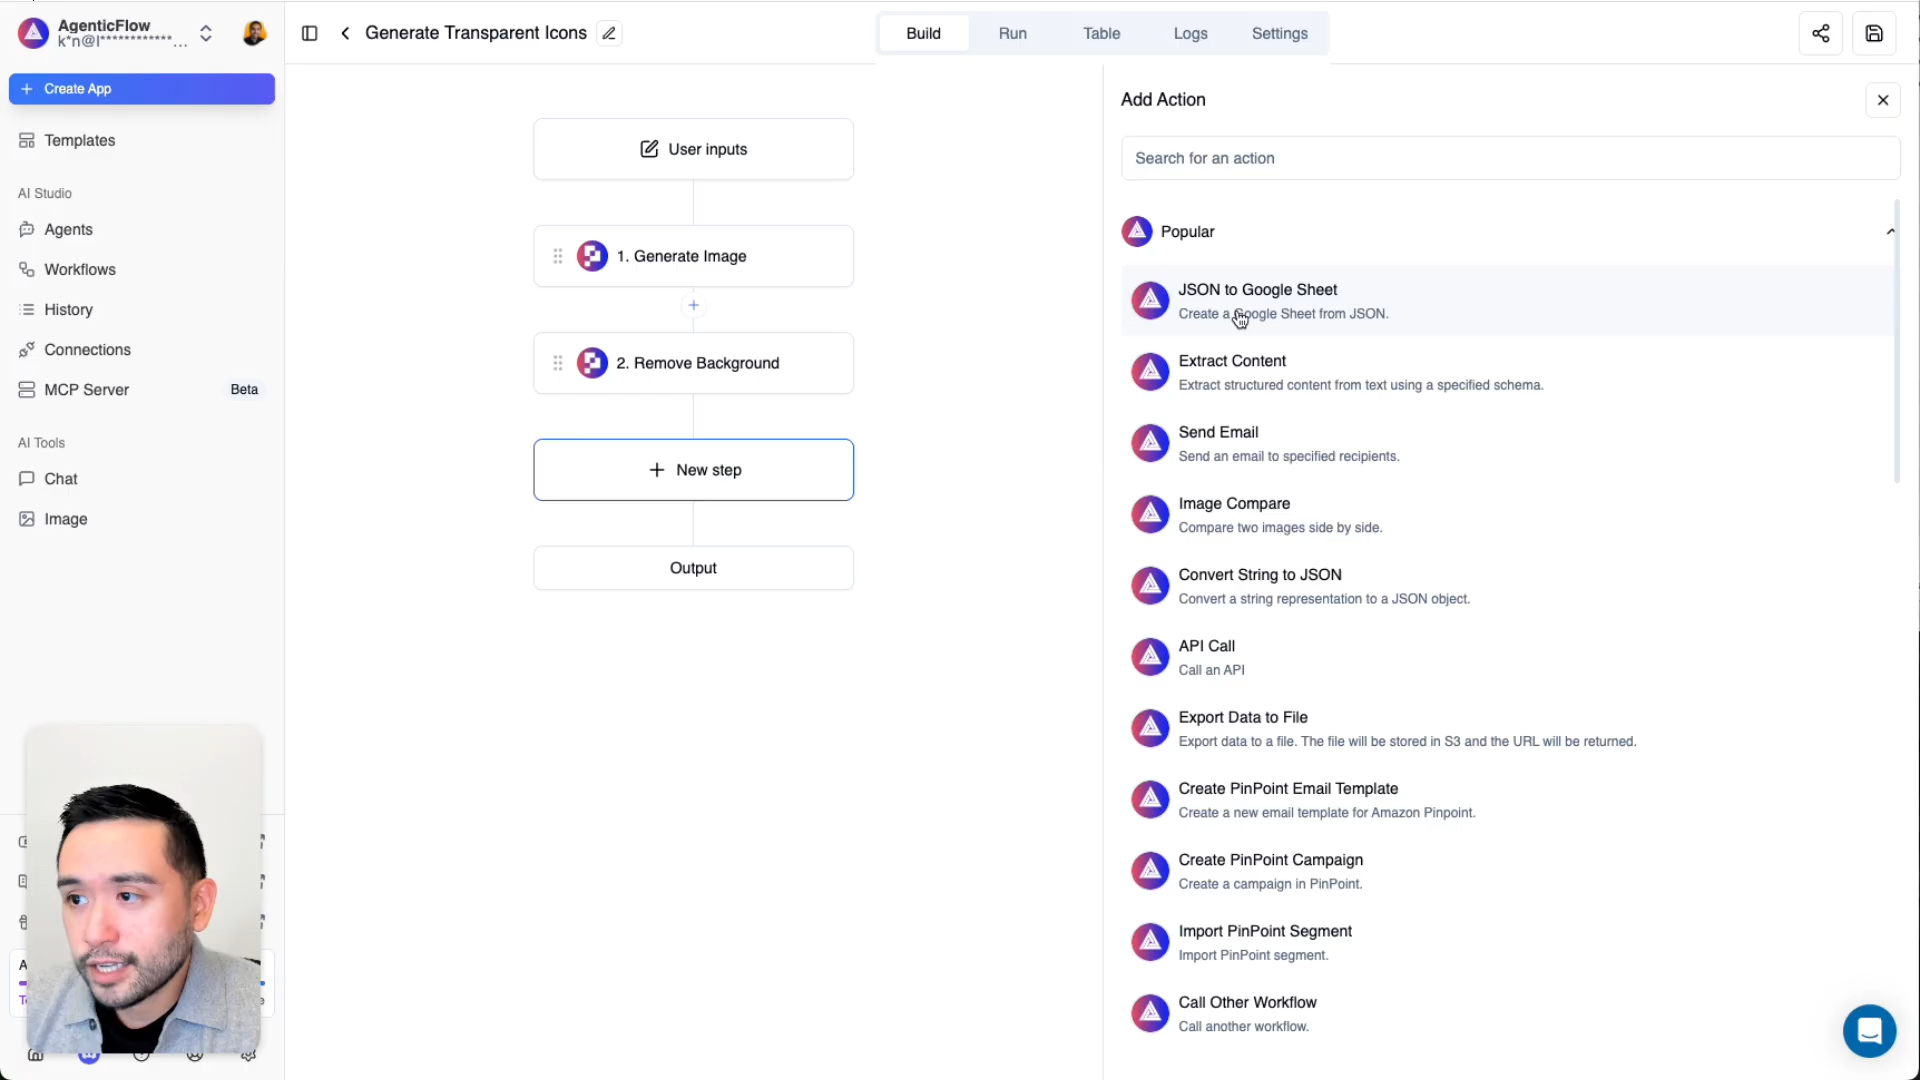 AgenticFlow
k*n@l************...
Create App
Templates
AI Studio
Agents
Workflows
History
Connections
MCP Server
Beta
AI Tools
Chat
Image
Generate Transparent Icons
Build
Run
Table
Logs
Settings
User inputs
1. Generate Image
2. Remove Background
New step
Output
Add Action
Search for an action
Popular
JSON to Google Sheet
Create a Google Sheet from JSON.
Extract Content
Extract structured content from text using a specified schema.
Send Email
Send an email to specified recipients.
Image Compare
Compare two images side by side.
Convert String to JSON
Convert a string representation to a JSON object.
API Call
Call an API
Export Data to File
Export data to a file. The file will be stored in S3 and the URL will be returned.
Create PinPoint Email Template
Create a new email template for Amazon Pinpoint.
Create PinPoint Campaign
Create a campaign in PinPoint.
Import PinPoint Segment
Import PinPoint segment.
Call Other Workflow
Call another workflow.